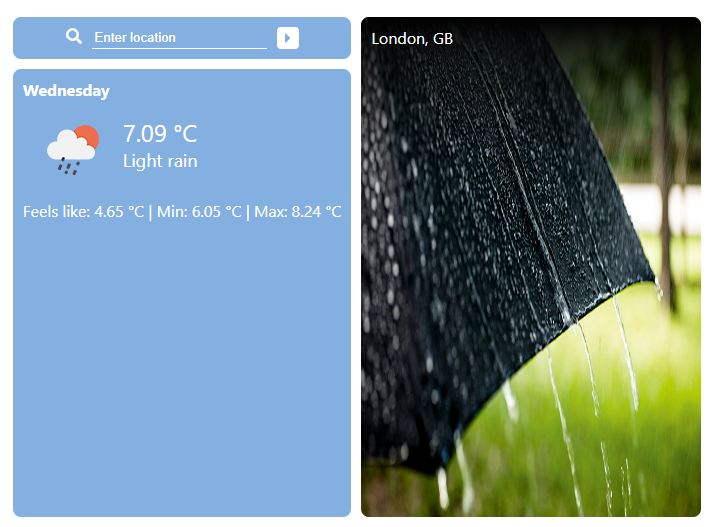 Enter location
Wednesday
7.09 °C
Light rain
Feels like: 4.65 °C | Min: 6.05 °C | Max: 8.24 °C
London, GB